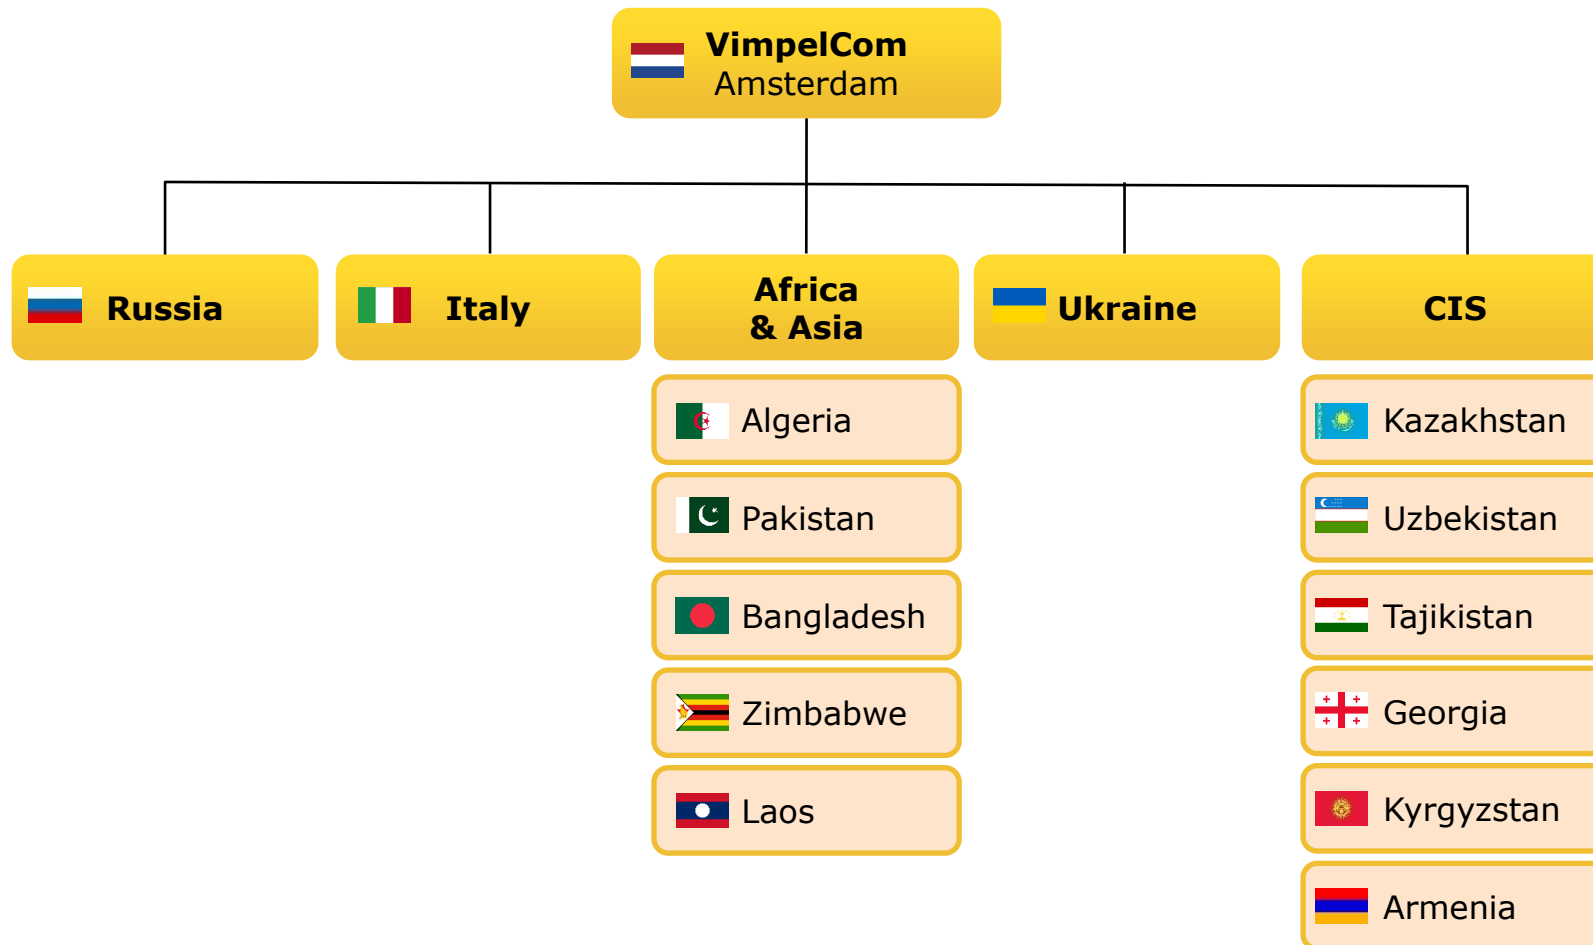 VimpelCom
Amsterdam
Russia
Italy
Africa
& Asia
Ukraine
CIS
Algeria
Pakistan
Bangladesh
Zimbabwe
Laos
Kazakhstan
Uzbekistan
Tajikistan
Georgia
Kyrgyzstan
Armenia